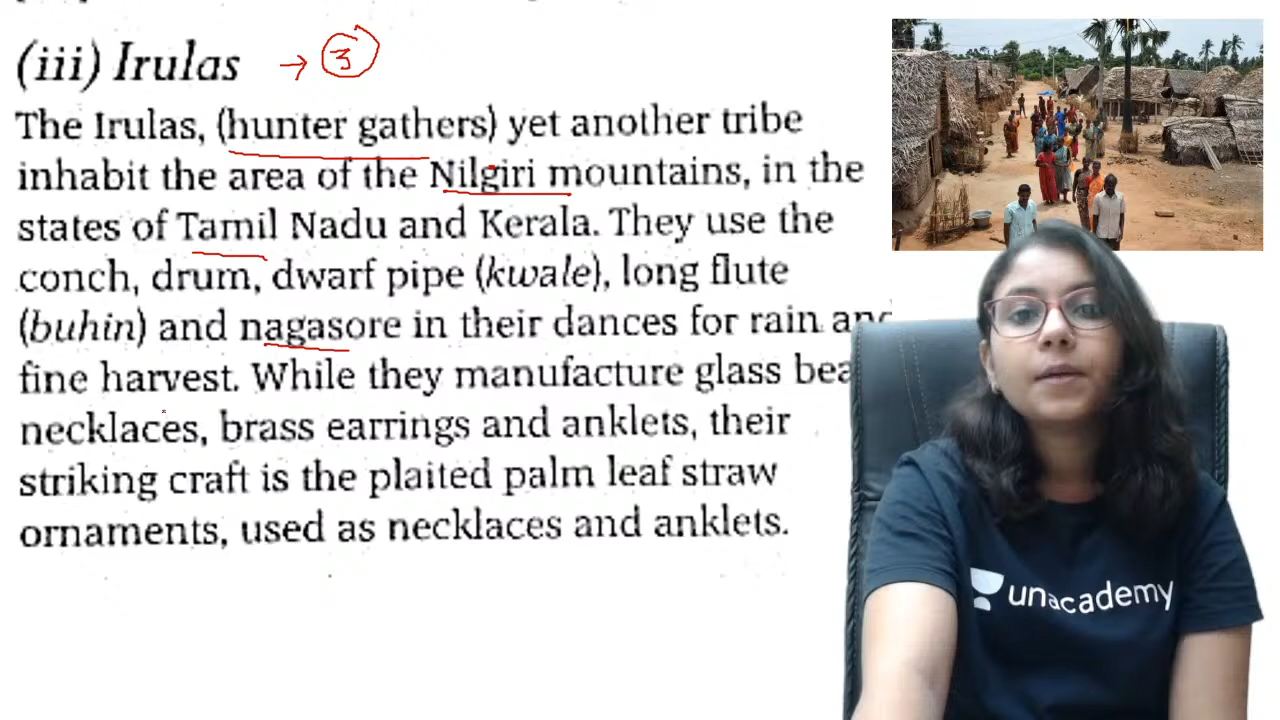 (iii) Irulas → 3
The Irulas, (hunter gathers) yet another tribe
inhabit the area of the Nilgiri mountains, in the
states of Tamil Nadu and Kerala. They use the
conch, drum, dwarf pipe (kwale), long flute
(buhin) and nagasore in their dances for rain and
fine harvest. While they manufacture glass
necklaces, brass earrings and anklets, their
striking craft is the plaited palm leaf straw
ornaments, used as necklaces and anklets.
unacademy